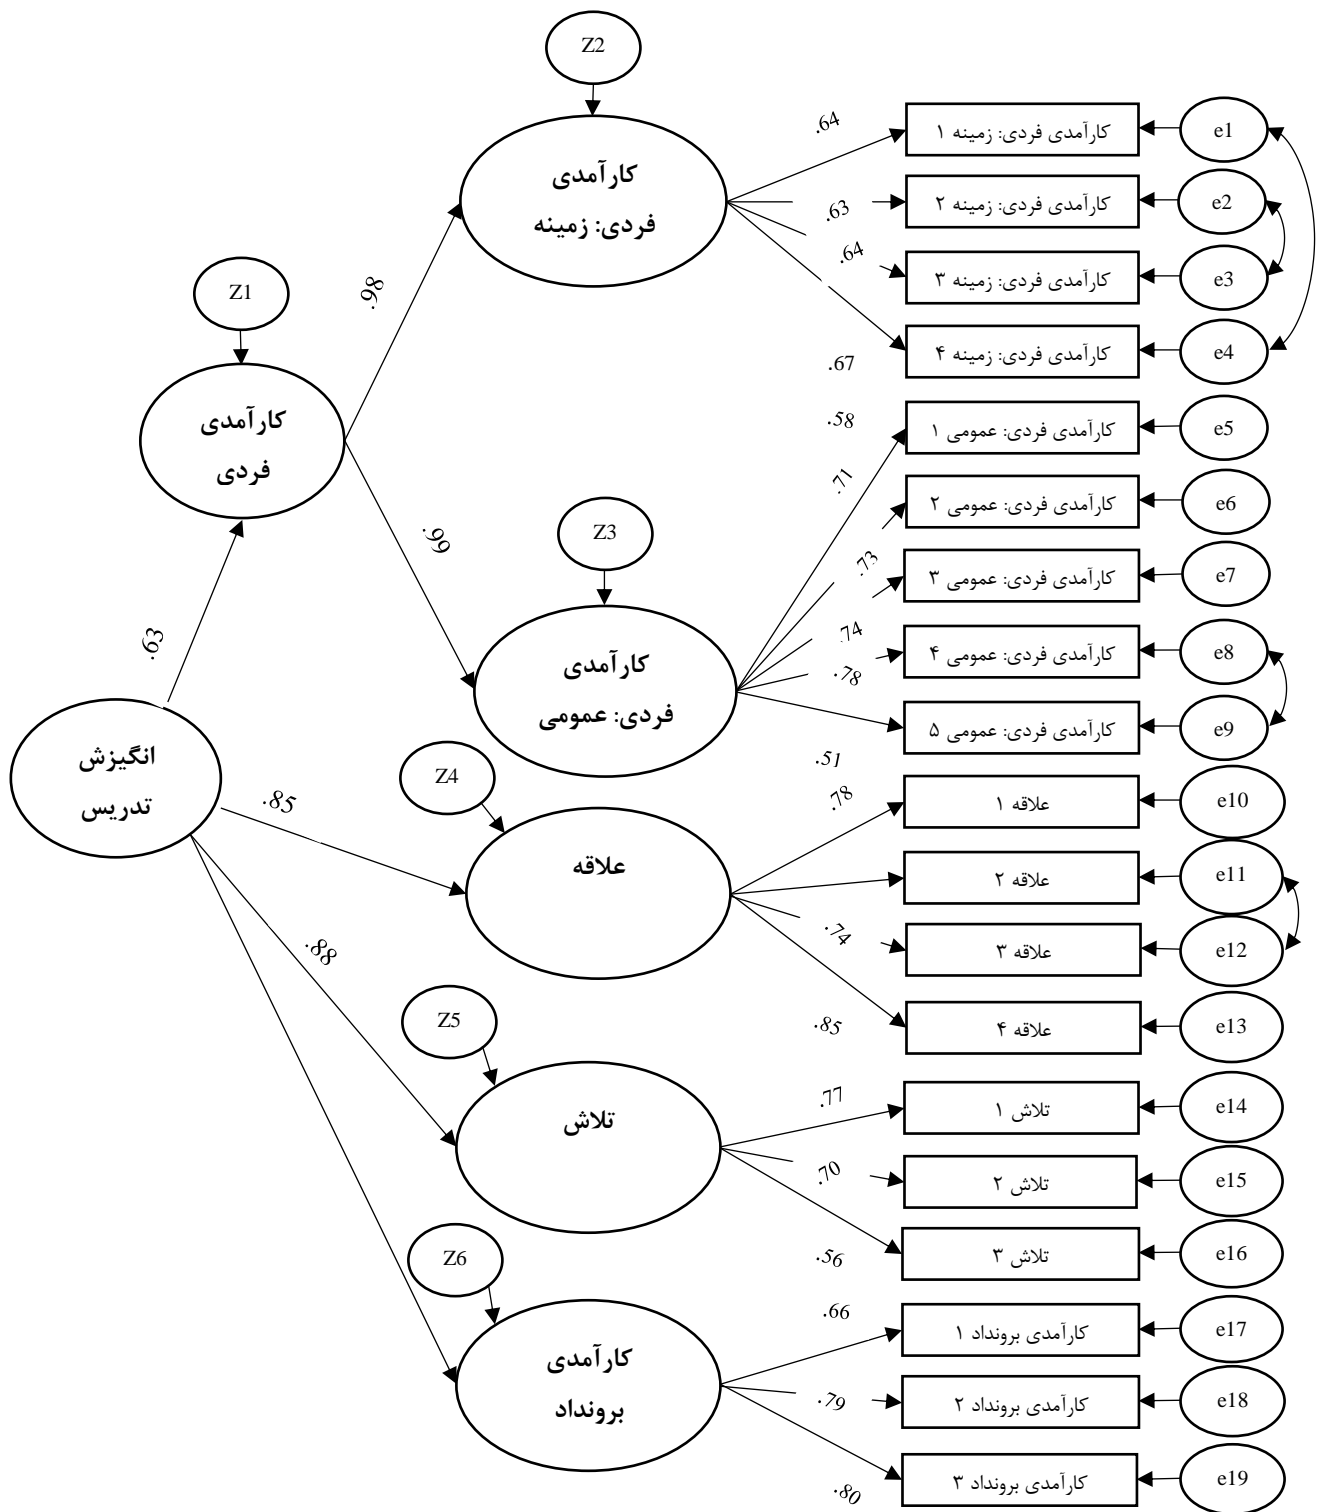 Z2
کارآمدی
فردی: زمینه
.64
.63
.64
.67
کارآمدی فردی: زمینه ۱
کارآمدی فردی: زمینه ۲
کارآمدی فردی: زمینه ۳
کارآمدی فردی: زمینه ۴
e1
e2
e3
e4
Z1
کارآمدی
فردی
.98
.99
.63
Z3
کارآمدی
فردی: عمومی
.58
.71
.73
.74
.78
کارآمدی فردی: عمومی ۱
کارآمدی فردی: عمومی ۲
کارآمدی فردی: عمومی ۳
کارآمدی فردی: عمومی ۴
کارآمدی فردی: عمومی ۵
e5
e6
e7
e8
e9
انگیزش
تدریس
.85
.88
Z4
علاقه
.51
.78
.74
.85
علاقه ۱
علاقه ۲
علاقه ۳
علاقه ۴
e10
e11
e12
e13
Z5
تلاش
.77
.70
.56
تلاش ۱
تلاش ۲
تلاش ۳
e14
e15
e16
Z6
کارآمدی
برونداد
.66
.79
.80
کارآمدی برونداد ۱
کارآمدی برونداد ۲
کارآمدی برونداد ۳
e17
e18
e19